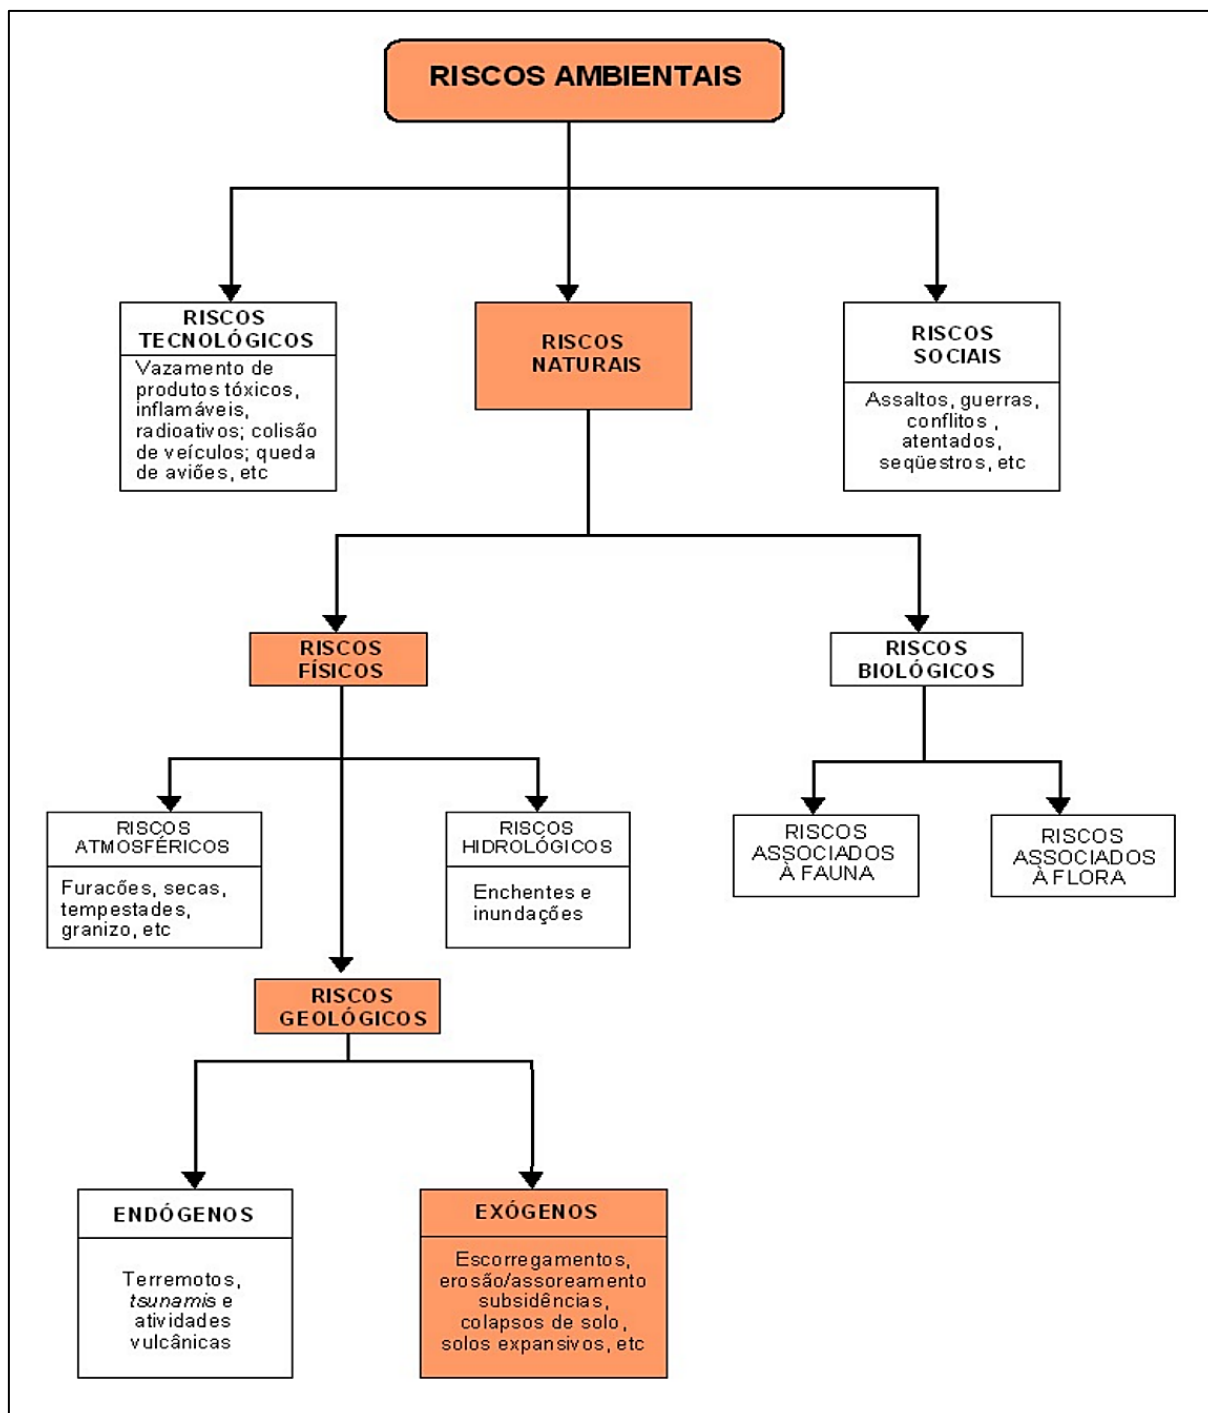 RISCOS AMBIENTAIS
RISCOS
TECNOLÓGICOS
Vazamento de
produtos tóxicos,
inflamáveis,
radioativos; colisão
de veículos; queda
de aviões, etc
RISCOS
NATURAIS
RISCOS
SOCIAIS
Assaltos, guerras,
conflitos ,
atentados,
seqüestros, etc
RISCOS
FÍSICOS
RISCOS
BIOLÓGICOS
RISCOS
ATMOSFÉRICOS
Furacões, secas,
tempestades,
granizo, etc
RISCOS
HIDROLÓGICOS
Enchentes e
inundações
RISCOS
ASSOCIADOS
À FAUNA
RISCOS
ASSOCIADOS
À FLORA
RISCOS
GEOLÓGICOS
ENDÓGENOS
Terremotos,
tsunamis e
atividades
vulcânicas
EXÓGENOS
Escorregamentos,
erosão/assoreamento
subsidências,
colapsos de solo,
solos expansivos, etc